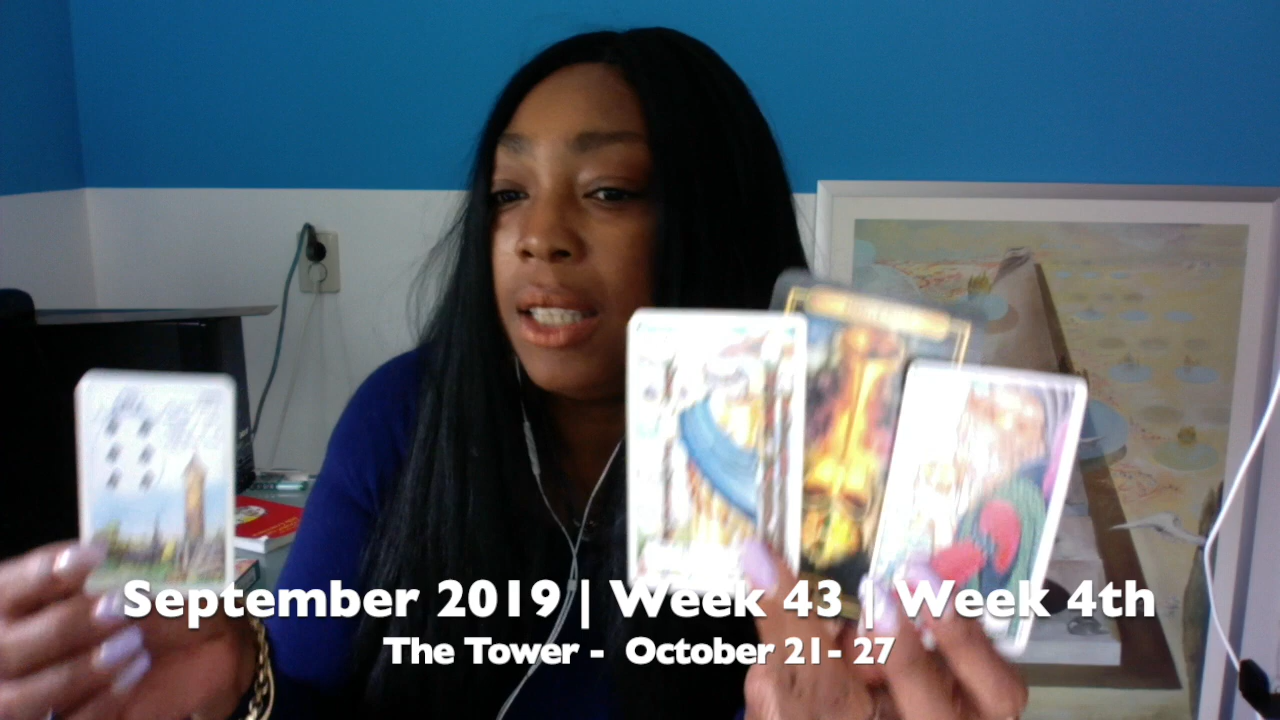 September 2019 | Week 43 | Week 4th
The Tower - October 21- 27